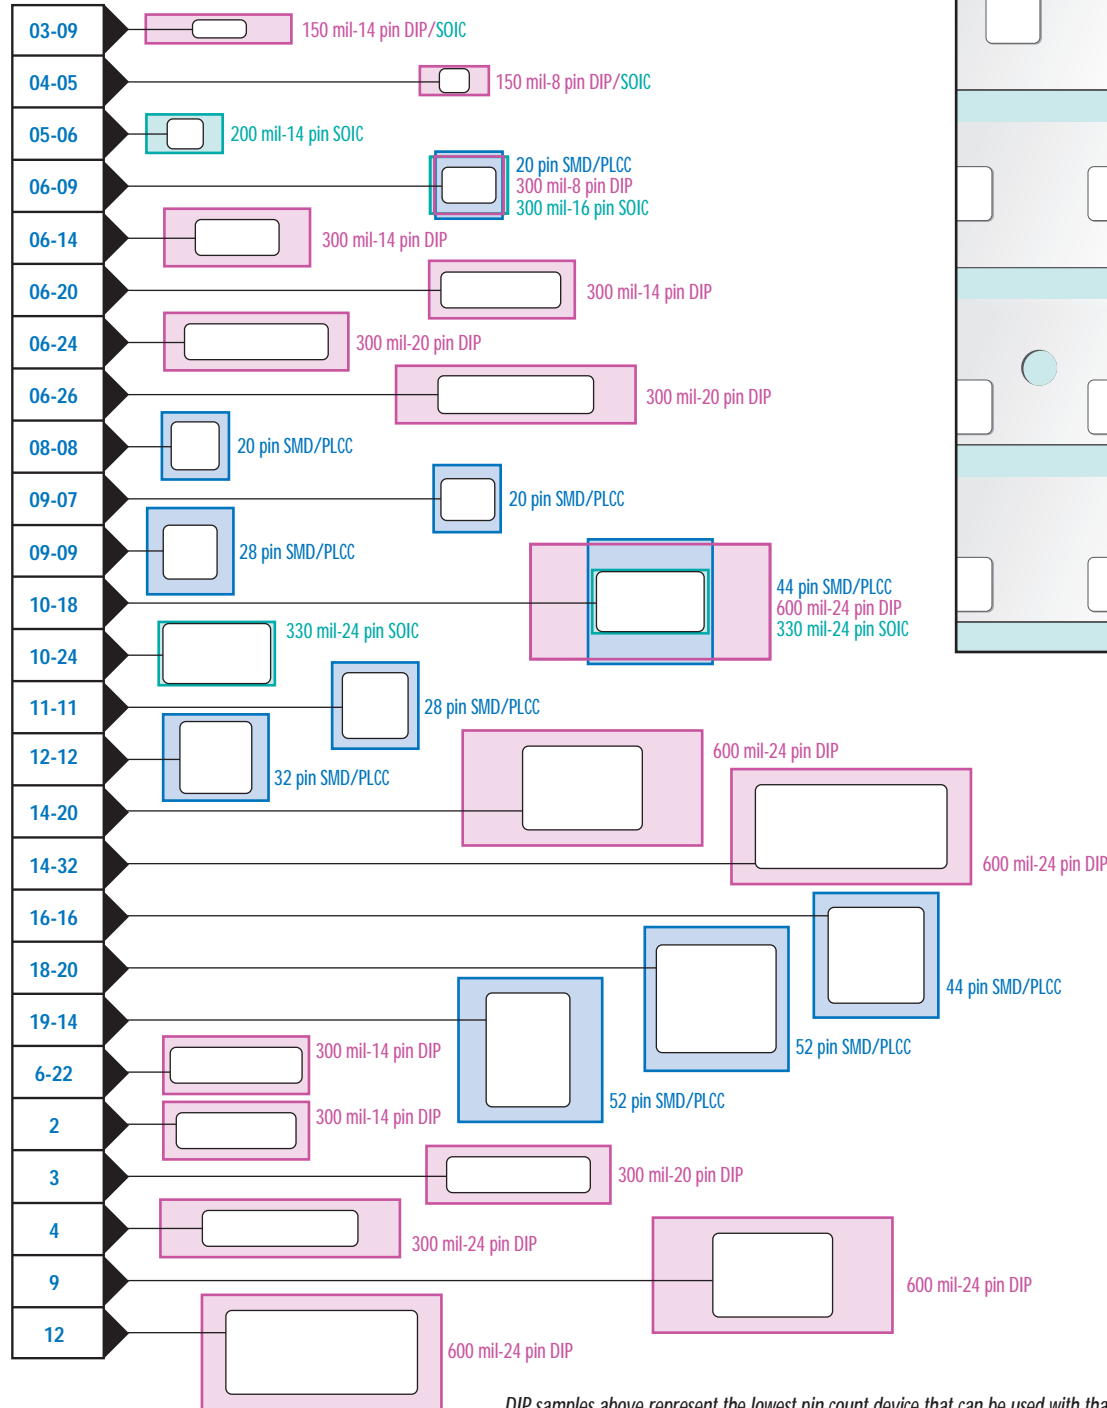 03-09
150 mil-14 pin DIP/SOIC
04-05
150 mil-8 pin DIP/SOIC
05-06
200 mil-14 pin SOIC
06-09
20 pin SMD/PLCC
300 mil-8 pin DIP
300 mil-16 pin SOIC
06-14
300 mil-14 pin DIP
06-20
300 mil-14 pin DIP
06-24
300 mil-20 pin DIP
06-26
300 mil-20 pin DIP
08-08
20 pin SMD/PLCC
09-07
20 pin SMD/PLCC
09-09
28 pin SMD/PLCC
10-18
44 pin SMD/PLCC
600 mil-24 pin DIP
330 mil-24 pin SOIC
10-24
330 mil-24 pin SOIC
11-11
28 pin SMD/PLCC
12-12
32 pin SMD/PLCC
14-20
600 mil-24 pin DIP
14-32
600 mil-24 pin DIP
16-16
44 pin SMD/PLCC
18-20
52 pin SMD/PLCC
19-14
52 pin SMD/PLCC
6-22
300 mil-14 pin DIP
2
300 mil-14 pin DIP
3
300 mil-20 pin DIP
4
300 mil-24 pin DIP
9
600 mil-24 pin DIP
12
600 mil-24 pin DIP
DIP samples above represent the lowest pin count device that can be used with tha